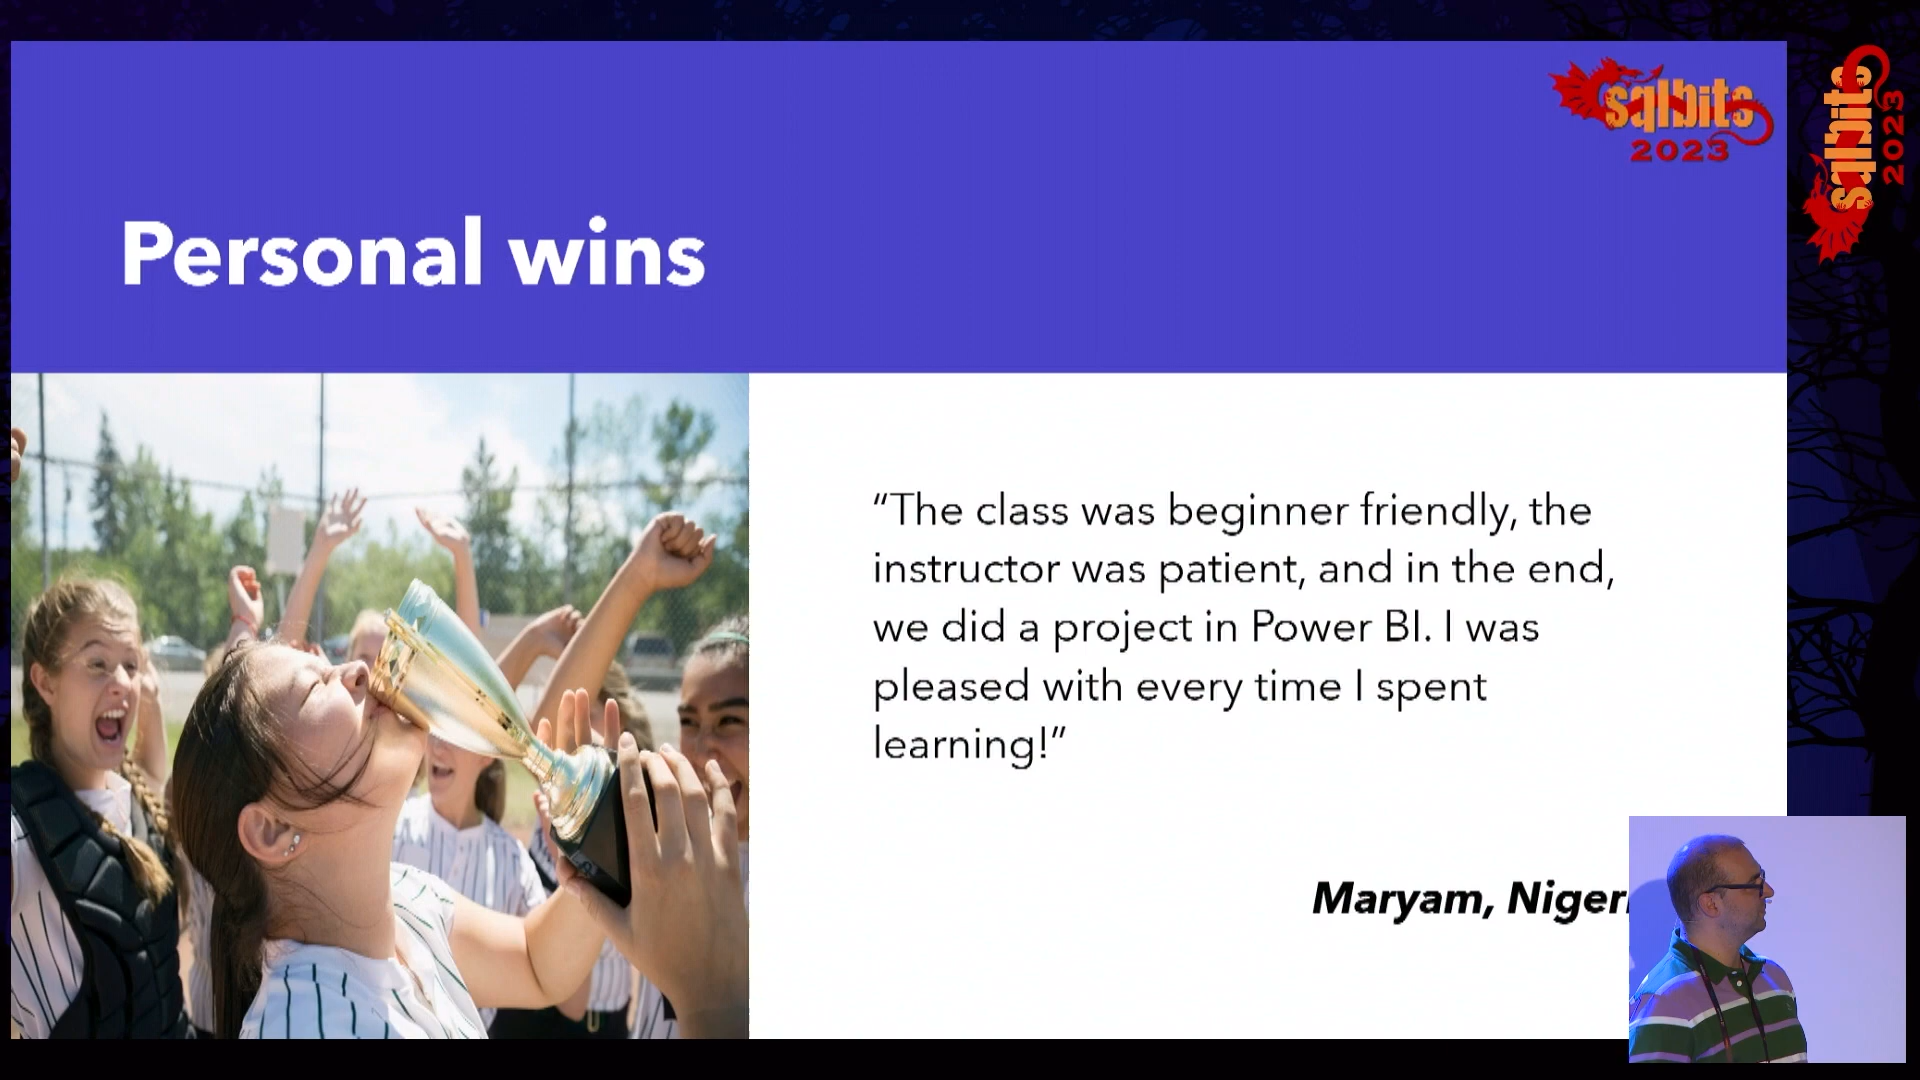 sqlbits
2023
sqlbits
2023
Personal wins
“The class was beginner friendly, the
instructor was patient, and in the end,
we did a project in Power BI. I was
pleased with every time I spent
learning!”
Maryam,